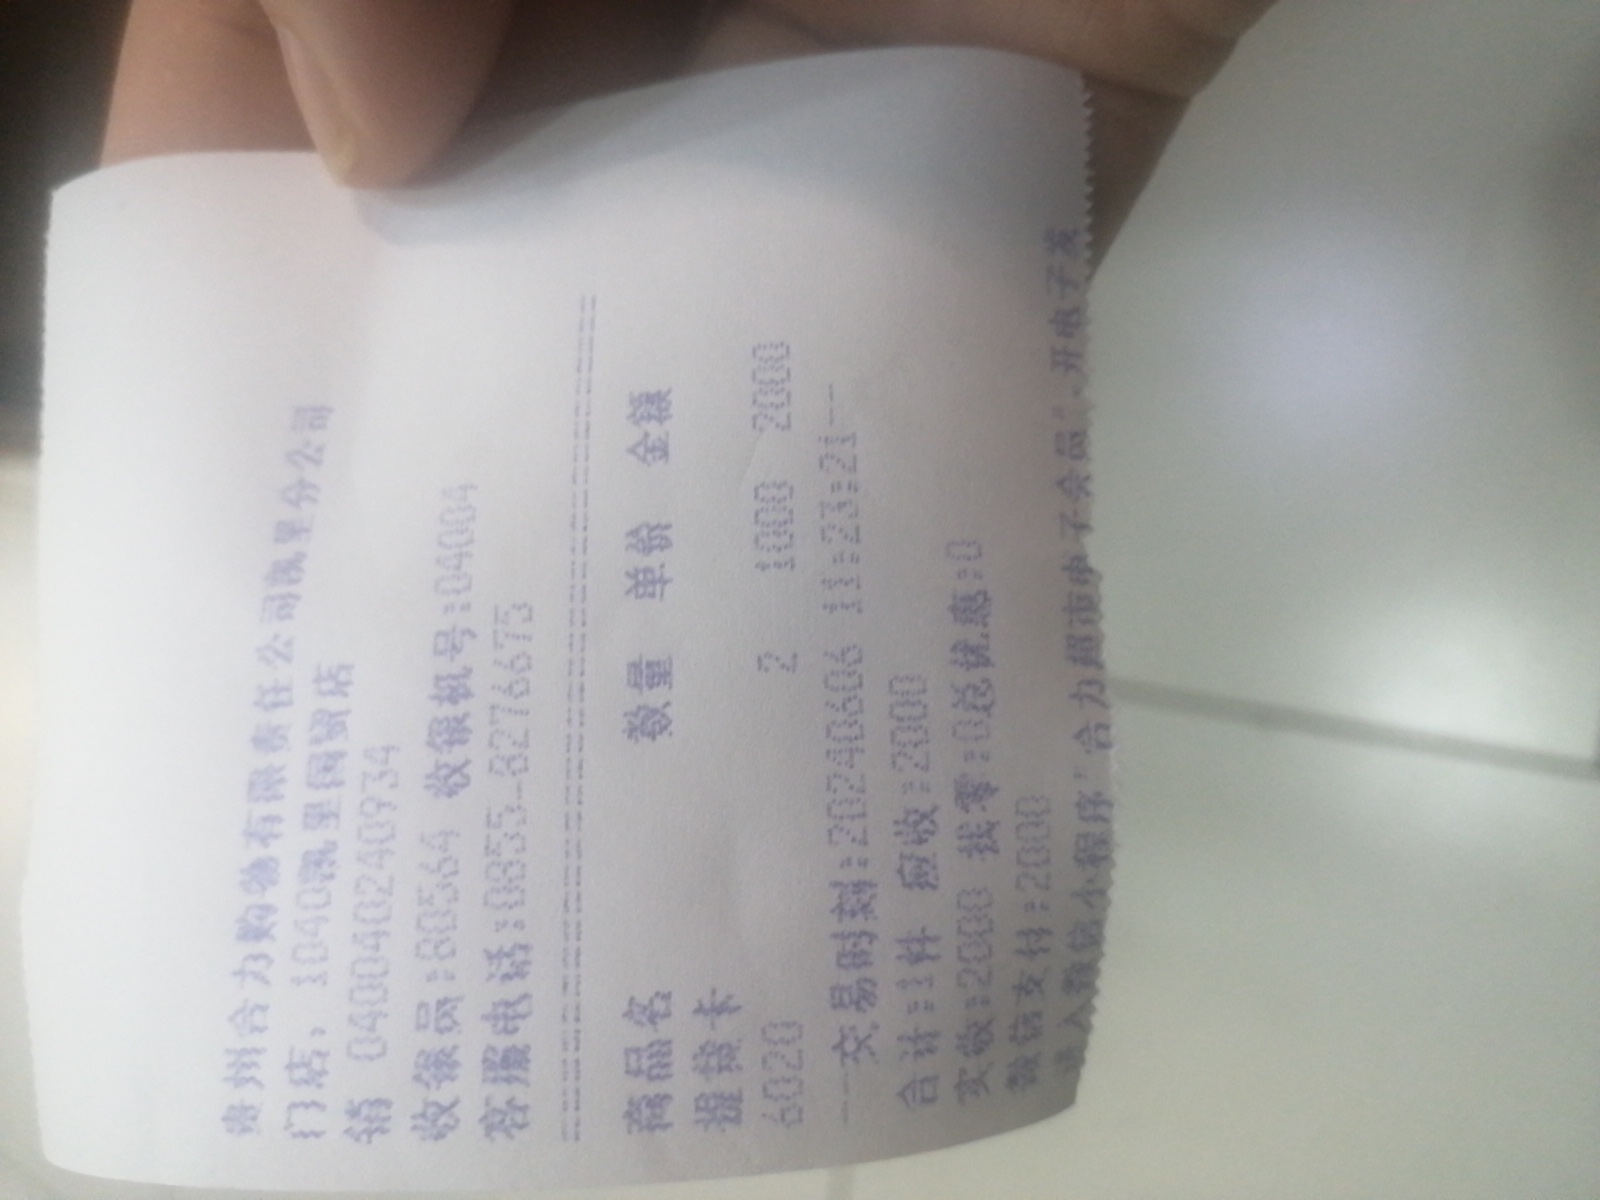 贵州合力购物有限责任公司凯里分公司
门店: 1040凯里国贸店
销 04004024240934
收银员:80564 收银机号:04004
客服电话:0855-8276675
商品名 数量 单价 金额
提货卡
6020 2 1000 2000
---交易时刻:20240606 11:23:21---
合计:1件 应收:2000
实收:2000 找零:0总优惠:0
微信支付:2000
进入微信小程序"合力超市电子会员",开电子发